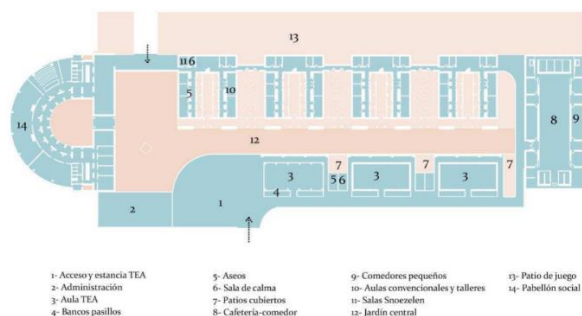 13
11 6
5
10
14
8
9
12
7
7
7
3
5 6
3
3
4
1
2
1- Acceso y estancia TEA
2- Administración
3- Aula TEA
4- Bancos pasillos
5- Aseos
6- Sala de calma
7- Patios cubiertos
8- Cafetería-comedor
9- Comedores pequeños
10- Aulas convencionales y talleres
11- Salas Snoezelen
12- Jardín central
13- Patio de juego
14- Pabellón social